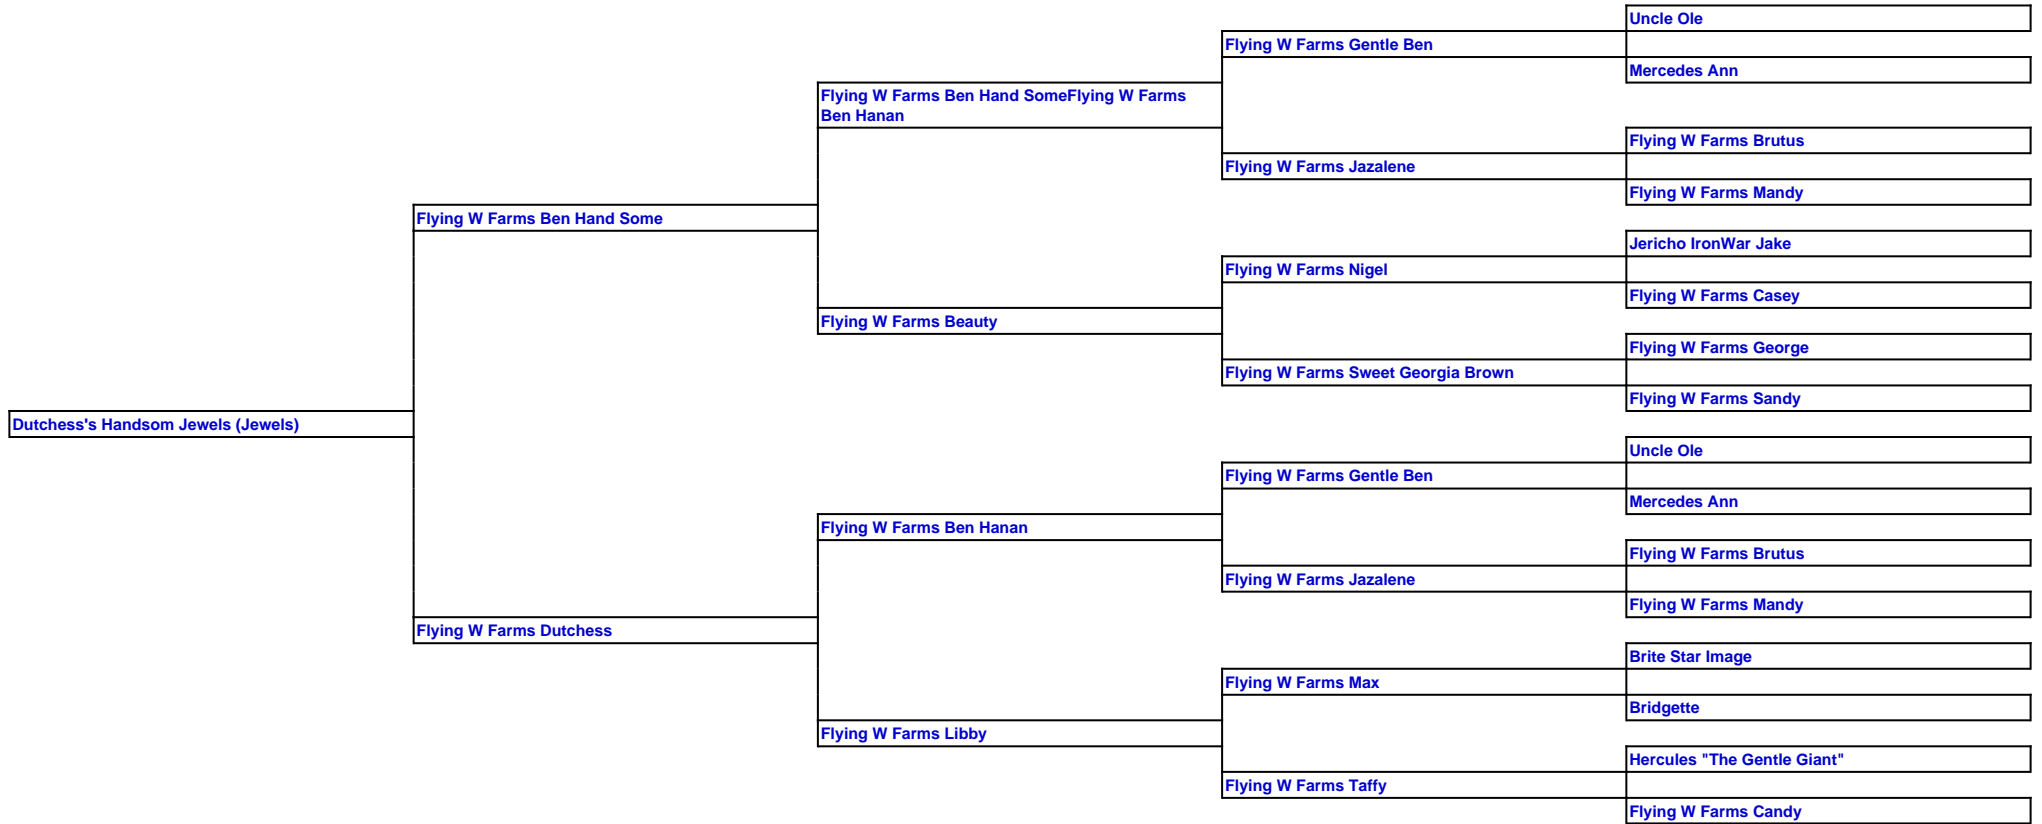 Uncle Ole
Flying W Farms Gentle Ben
Mercedes Ann
Flying W Farms Ben Hand SomeFlying W Farms
Ben Hanan
Flying W Farms Brutus
Flying W Farms Jazalene
Flying W Farms Mandy
Flying W Farms Ben Hand Some
Jericho IronWar Jake
Flying W Farms Nigel
Flying W Farms Casey
Flying W Farms Beauty
Flying W Farms George
Flying W Farms Sweet Georgia Brown
Flying W Farms Sandy
Dutchess's Handsom Jewels (Jewels)
Uncle Ole
Flying W Farms Gentle Ben
Mercedes Ann
Flying W Farms Ben Hanan
Flying W Farms Brutus
Flying W Farms Jazalene
Flying W Farms Mandy
Flying W Farms Dutchess
Brite Star Image
Flying W Farms Max
Bridgette
Flying W Farms Libby
Hercules "The Gentle Giant"
Flying W Farms Taffy
Flying W Farms Candy